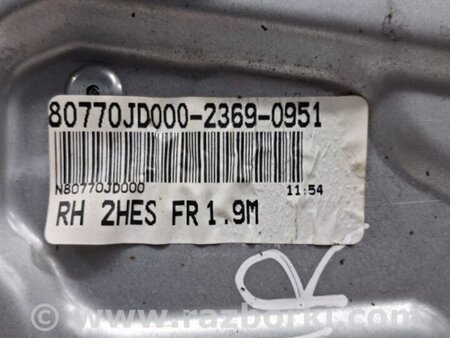 80770JD000-2369-0951
N80770JD000 11:54
RH 2HES FR 1.9M
R
© www.razborki.com